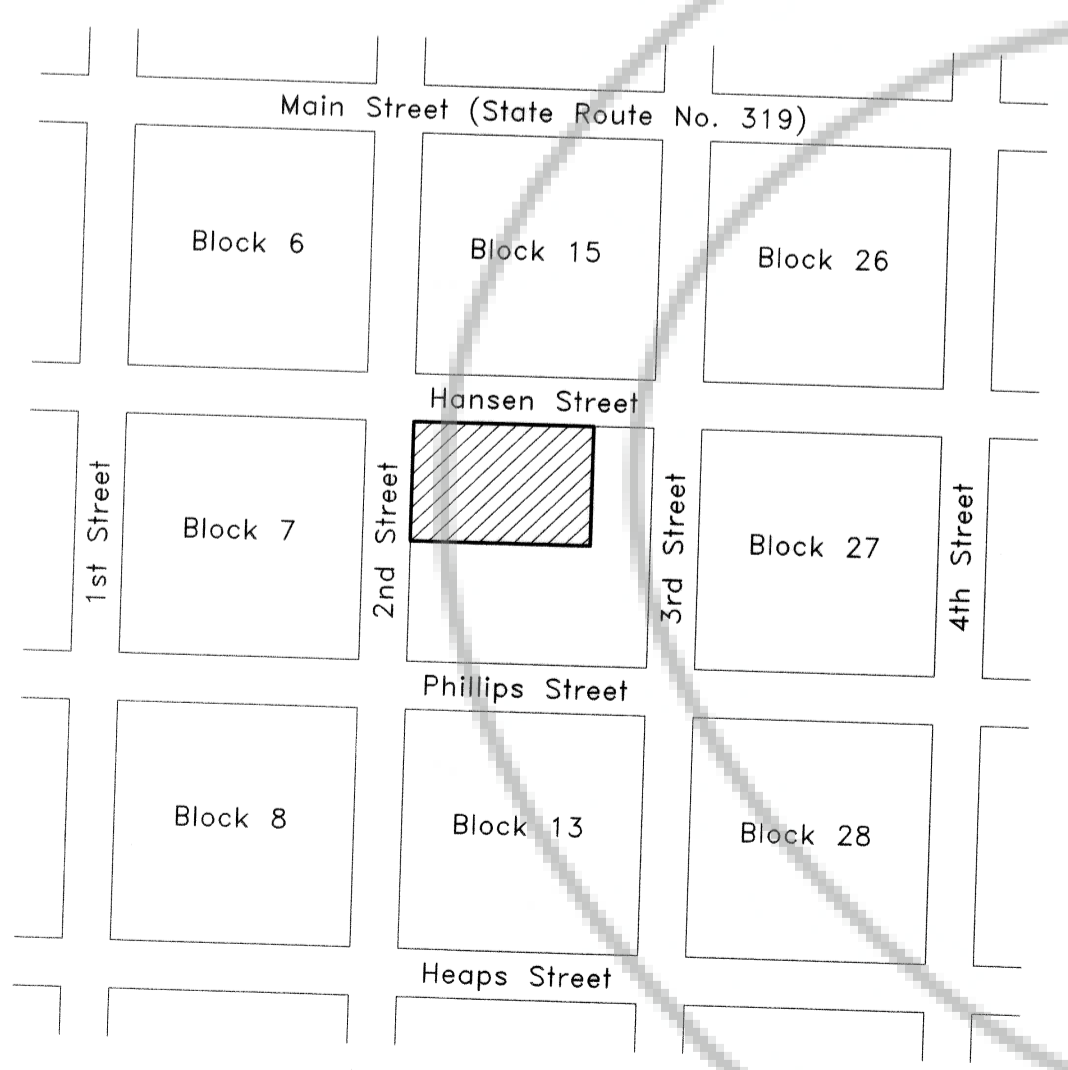 Main Street (State Route No. 319)
Block 6
Block 15
Block 26
Hansen Street
1st Street
Block 7
2nd Street
3rd Street
Block 27
4th Street
Phillips Street
Block 8
Block 13
Block 28
Heaps Street